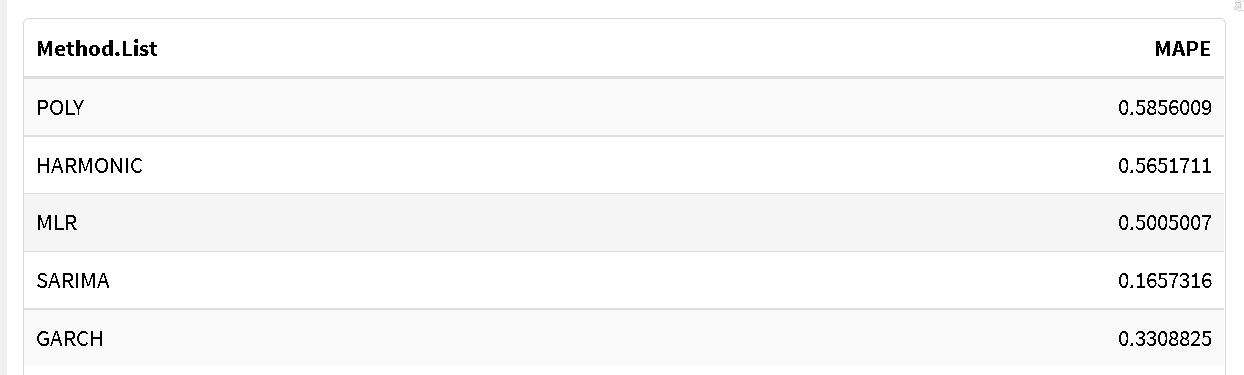 Method.List MAPE
POLY 0.5856009
HARMONIC 0.5651711
MLR 0.5005007
SARIMA 0.1657316
GARCH 0.3308825